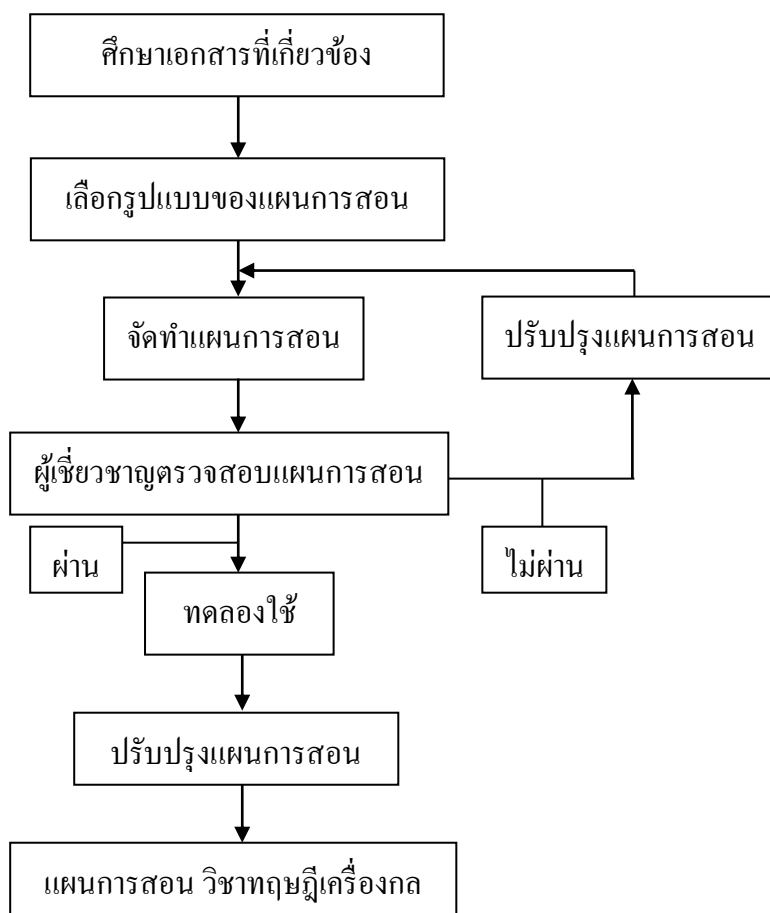 ศึกษาเอกสารที่เกี่ยวข้อง
เลือกรูปแบบของแผนการสอน
จัดทำแผนการสอน
ปรับปรุงแผนการสอน
ผู้เชี่ยวชาญตรวจสอบแผนการสอน
ผ่าน
ไม่ผ่าน
ทดลองใช้
ปรับปรุงแผนการสอน
แผนการสอน วิชาทฤษฎีเครื่องกล